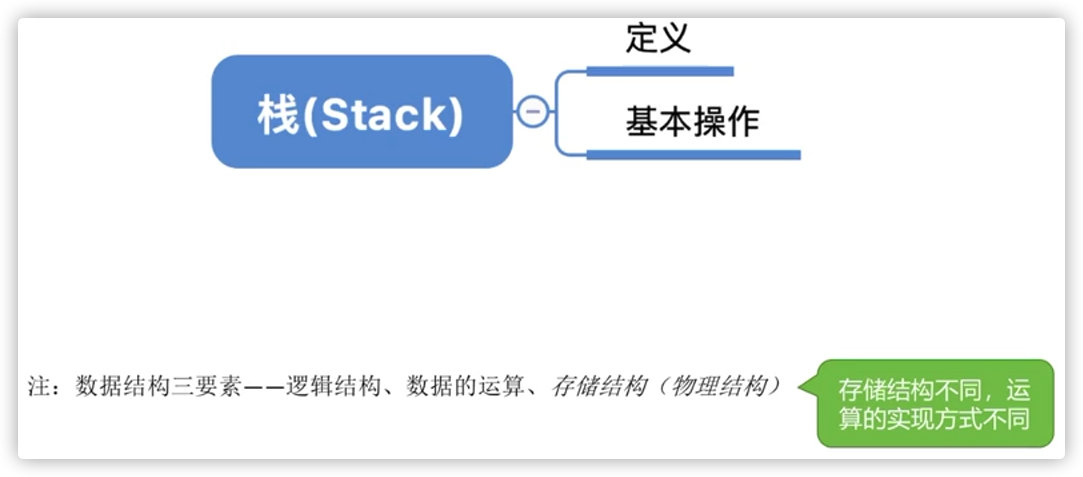 定义
栈(Stack)
基本操作
注：数据结构三要素——逻辑结构、数据的运算、存储结构（物理结构）
存储结构不同，运
算的实现方式不同